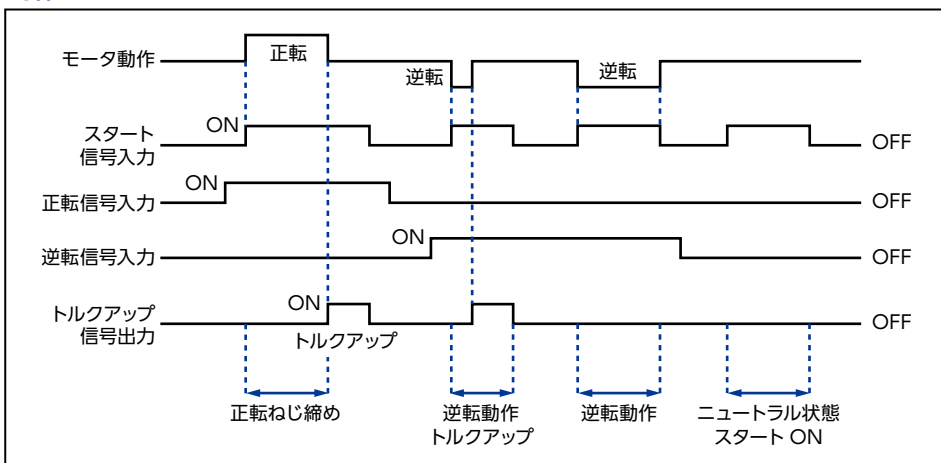 モータ動作
正転
逆転
逆転
スタート
信号入力
ON
OFF
正転信号入力
ON
OFF
逆転信号入力
ON
OFF
トルクアップ
信号出力
ON
トルクアップ
OFF
正転ねじ締め
逆転動作
トルクアップ
逆転動作
ニュートラル状態
スタート ON